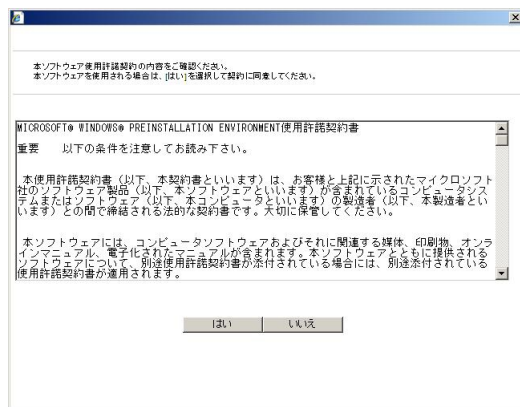 本ソフトウェア使用許諾契約の内容をご確認ください。
本ソフトウェアを使用される場合は、[はい]を選択して契約に同意してください。
MICROSOFT® WINDOWS® PREINSTALLATION ENVIRONMENT使用許諾契約書
重要　以下の条件を注意してお読み下さい。
本使用許諾契約書（以下、本契約書といいます）は、お客様と上記に示されたマイクロソフト
社のソフトウェア製品（以下、本ソフトウェアといいます）が含まれているコンピュータシス
テムまたはソフトウェア（以下、本コンピュータといいます）の製造者（以下、本製造者とい
います）との間で締結される法的な契約書です。大切に保管してください。
本ソフトウェアには、コンピュータソフトウェアおよびそれに関連する媒体、印刷物、オンラ
インマニュアル、電子化されたマニュアルが含まれます。本ソフトウェアとともに提供される
ソフトウェアについて、別途使用許諾契約書が添付されている場合には、別途添付されている
使用許諾契約書が適用されます。
はい
いいえ